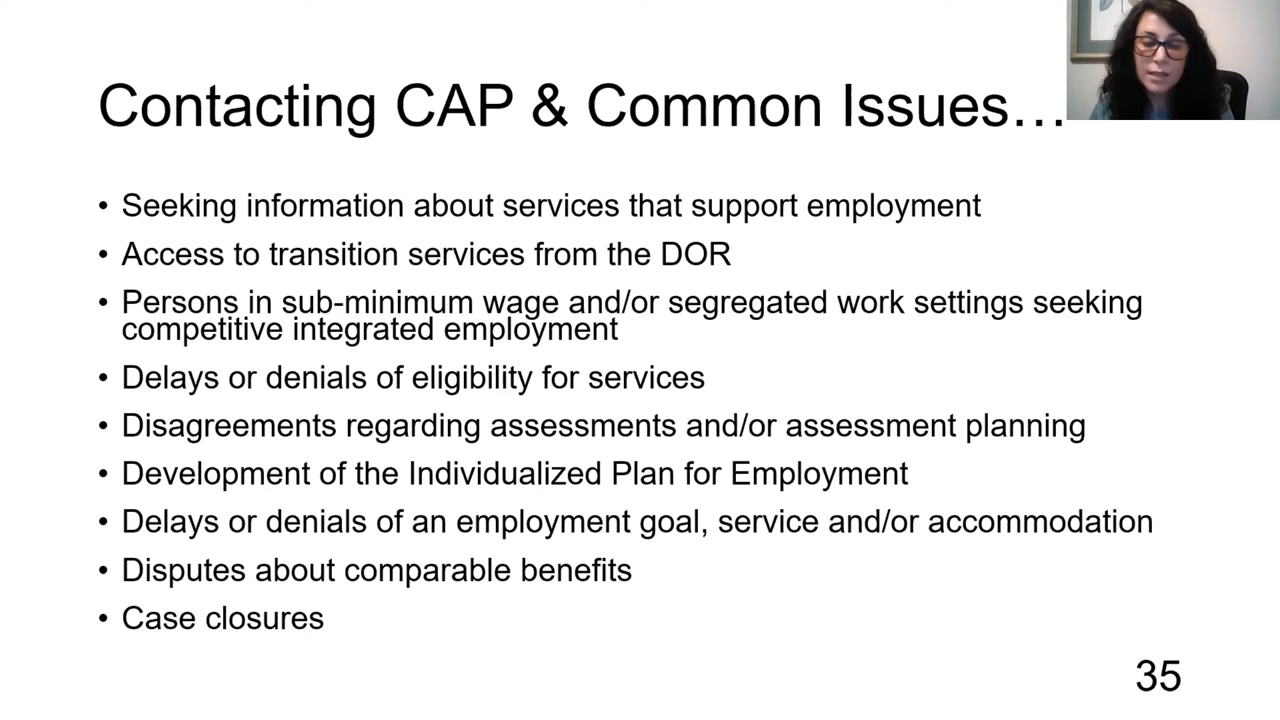 Contacting CAP & Common Issues…
• Seeking information about services that support employment
• Access to transition services from the DOR
• Persons in sub-minimum wage and/or segregated work settings seeking
competitive integrated employment
• Delays or denials of eligibility for services
• Disagreements regarding assessments and/or assessment planning
• Development of the Individualized Plan for Employment
• Delays or denials of an employment goal, service and/or accommodation
• Disputes about comparable benefits
• Case closures
35